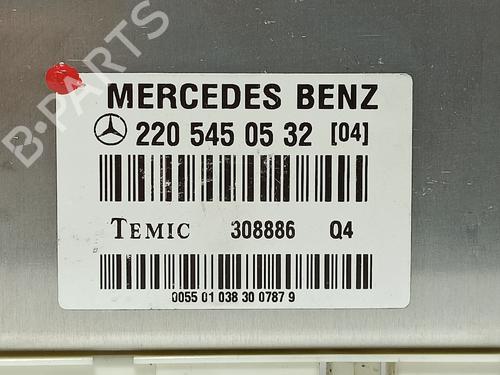 B-PARTS
MERCEDES BENZ
220 545 05 32 [04]
TEMIC 308886 Q4
0055 01 038 30 0787 9